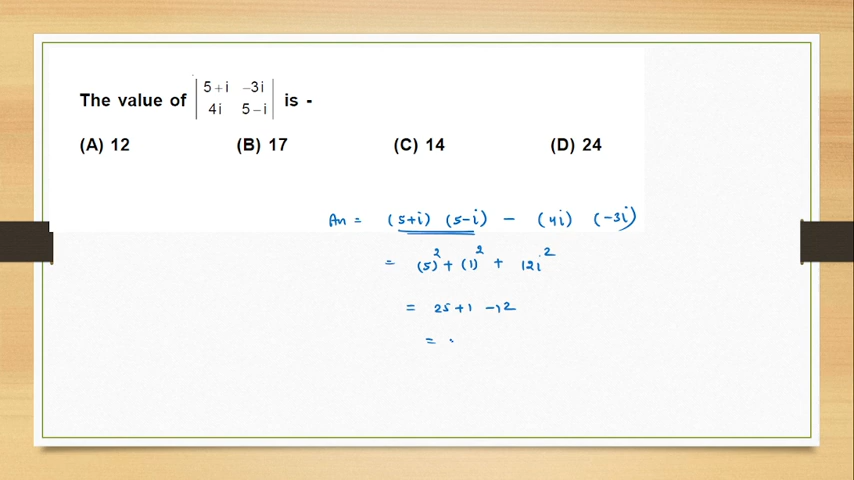 The value of | 5+i -3i |
| 4i 5-i | is -
(A) 12 (B) 17 (C) 14 (D) 24
An = (5+i) (5-i) - (4i) (-3i)
= (5)² + (1)² + 12i²
= 25+1 -12
=